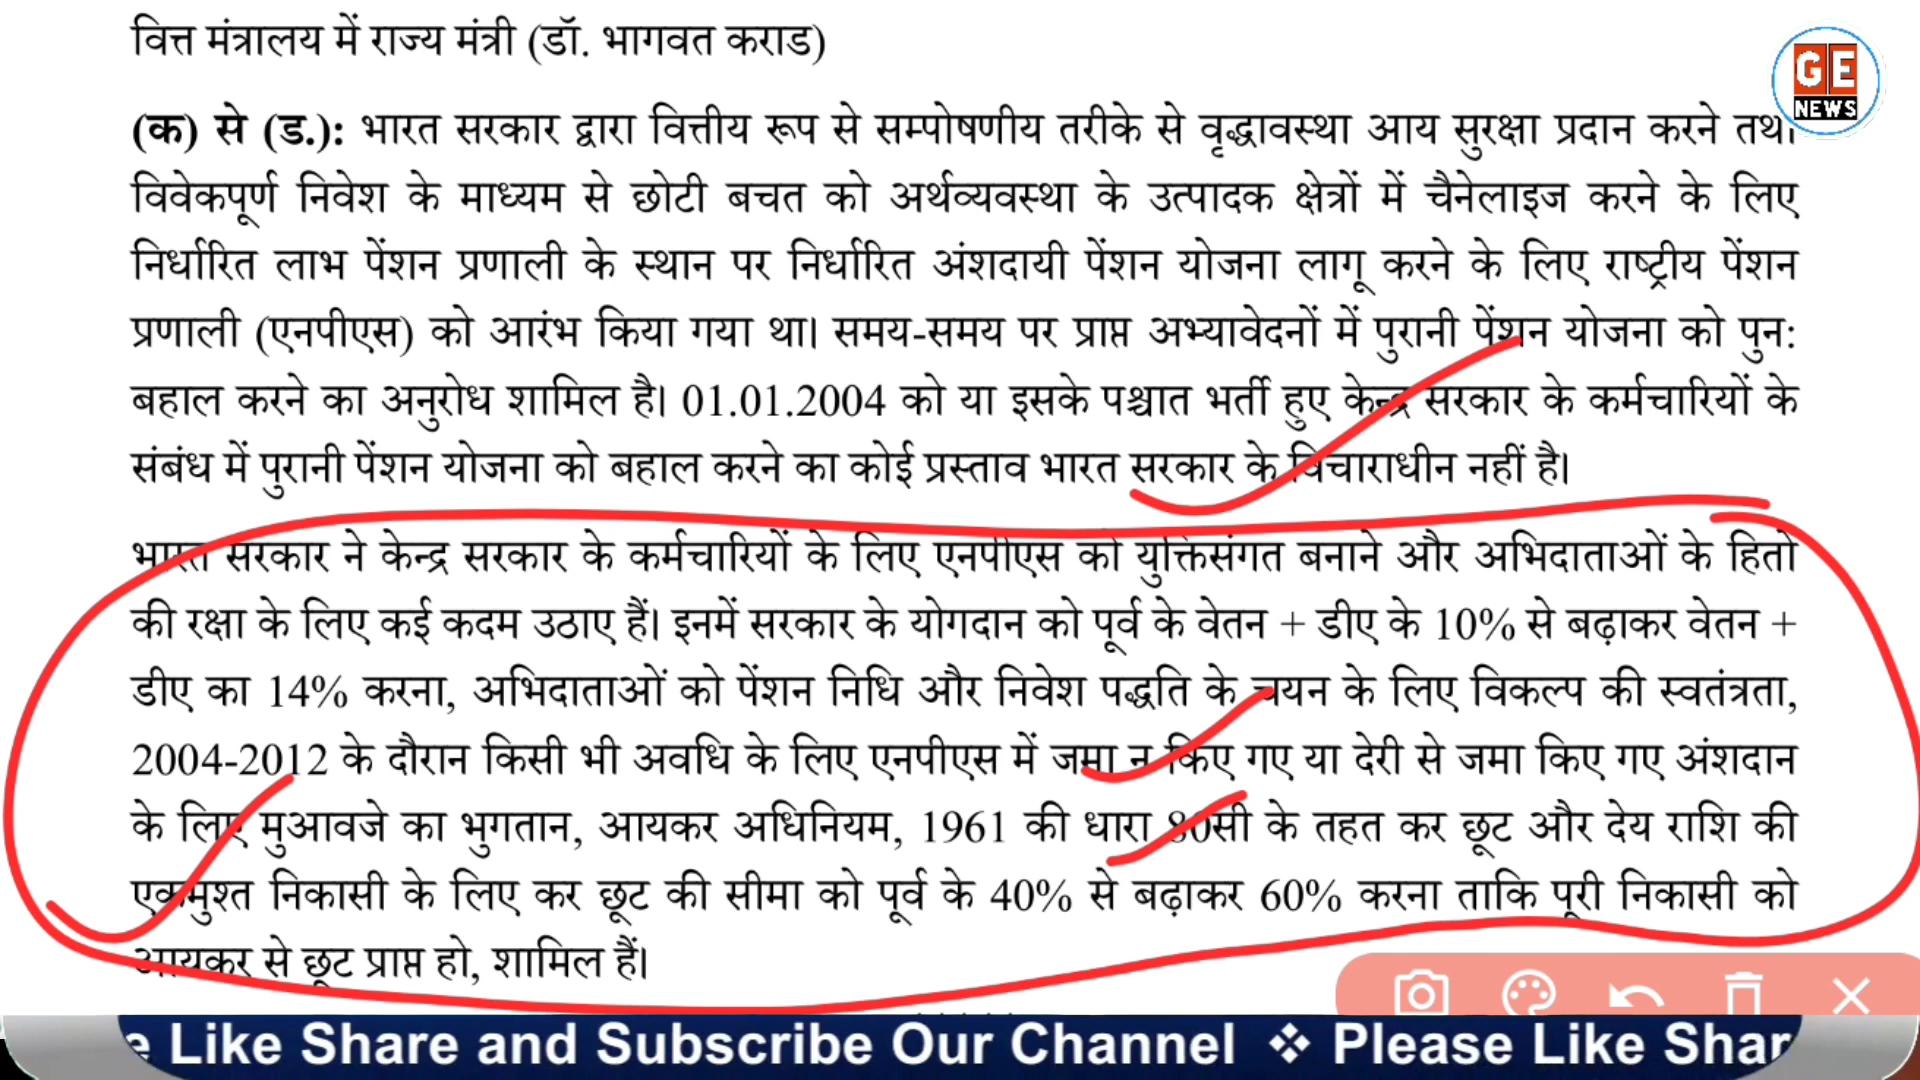 वित्त मंत्रालय में राज्य मंत्री (डॉ. भागवत कराड)
GE
NEWS
(क) से (ड.): भारत सरकार द्वारा वित्तीय रूप से सम्पोषणीय तरीके से वृद्धावस्था आय सुरक्षा प्रदान करने तथा
विवेकपूर्ण निवेश के माध्यम से छोटी बचत को अर्थव्यवस्था के उत्पादक क्षेत्रों में चैनेलाइज करने के लिए
निर्धारित लाभ पेंशन प्रणाली के स्थान पर निर्धारित अंशदायी पेंशन योजना लागू करने के लिए राष्ट्रीय पेंशन
प्रणाली (एनपीएस) को आरंभ किया गया था। समय-समय पर प्राप्त अभ्यावेदनों में पुरानी पेंशन योजना को पुन:
बहाल करने का अनुरोध शामिल है। 01.01.2004 को या इसके पश्चात भर्ती हुए केन्द्र सरकार के कर्मचारियों के
संबंध में पुरानी पेंशन योजना को बहाल करने का कोई प्रस्ताव भारत सरकार के विचाराधीन नहीं है।
भारत सरकार ने केन्द्र सरकार के कर्मचारियों के लिए एनपीएस को युक्तिसंगत बनाने और अभिदाताओं के हितों
की रक्षा के लिए कई कदम उठाए हैं। इनमें सरकार के योगदान को पूर्व के वेतन + डीए के 10% से बढ़ाकर वेतन +
डीए का 14% करना, अभिदाताओं को पेंशन निधि और निवेश पद्धति के चयन के लिए विकल्प की स्वतंत्रता,
2004-2012 के दौरान किसी भी अवधि के लिए एनपीएस में जमा न किए गए या देरी से जमा किए गए अंशदान
के लिए मुआवजे का भुगतान, आयकर अधिनियम, 1961 की धारा 80सी के तहत कर छूट और देय राशि की
एकमुश्त निकासी के लिए कर छूट की सीमा को पूर्व के 40% से बढ़ाकर 60% करना ताकि पूरी निकासी को
आयकर से छूट प्राप्त हो, शामिल हैं।
e Like Share and Subscribe Our Channel ❖ Please Like Shar